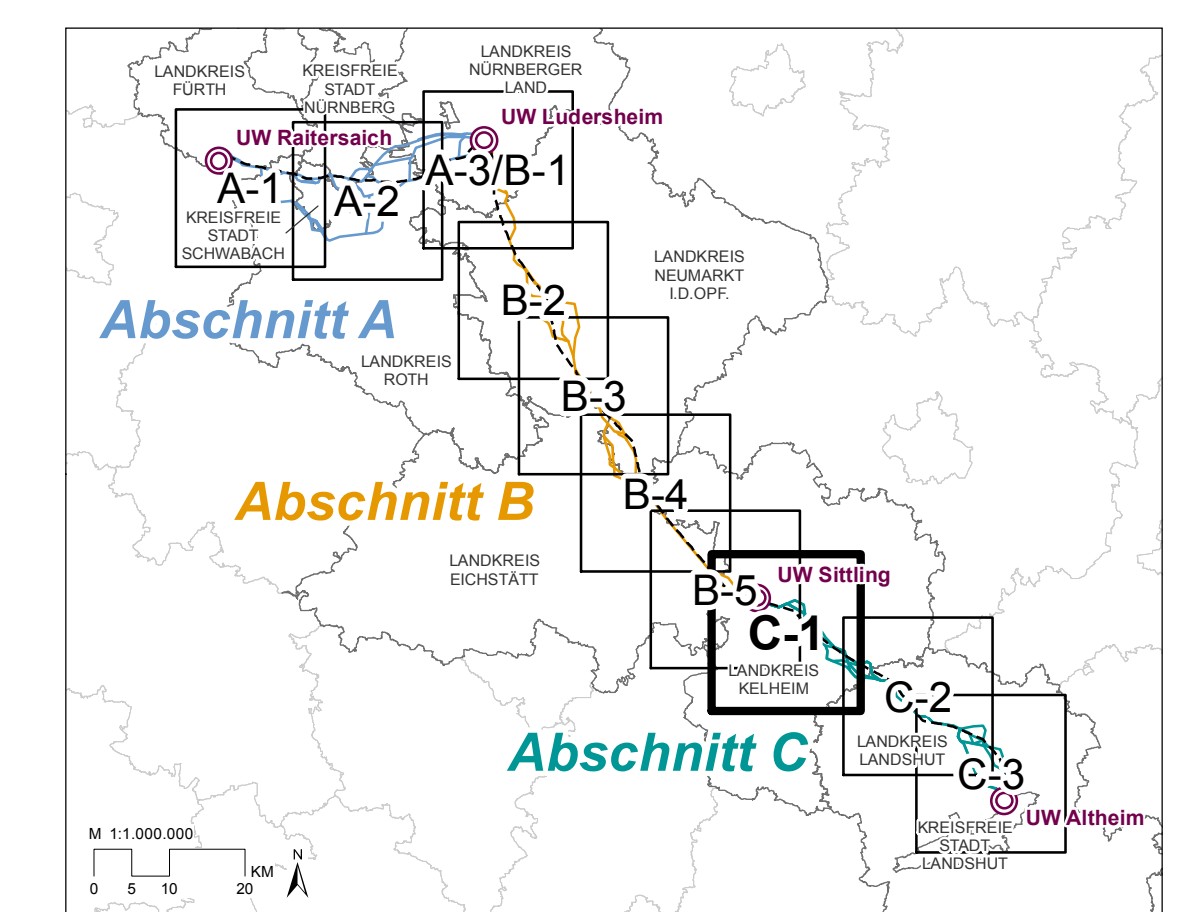 LANDKREIS
FÜRTH
KREISFREIE
STADT
NÜRNBERG
LANDKREIS
NÜRNBERGER
LAND
UW Raitersaich
UW Ludersheim
A-1
A-2
A-3/B-1
KREISFREIE
STADT
SCHWABACH
LANDKREIS
NEUMARKT
I.D.OPF.
Abschnitt A
B-2
LANDKREIS
ROTH
B-3
Abschnitt B
B-4
LANDKREIS
EICHSTÄTT
UW Sittling
B-5
C-1
LANDKREIS
KELHEIM
C-2
Abschnitt C
LANDKREIS
LANDSHUT
C-3
UW Altheim
KREISFREIE
STADT
LANDSHUT
M 1:1.000.000
KM
0 5 10 20
N